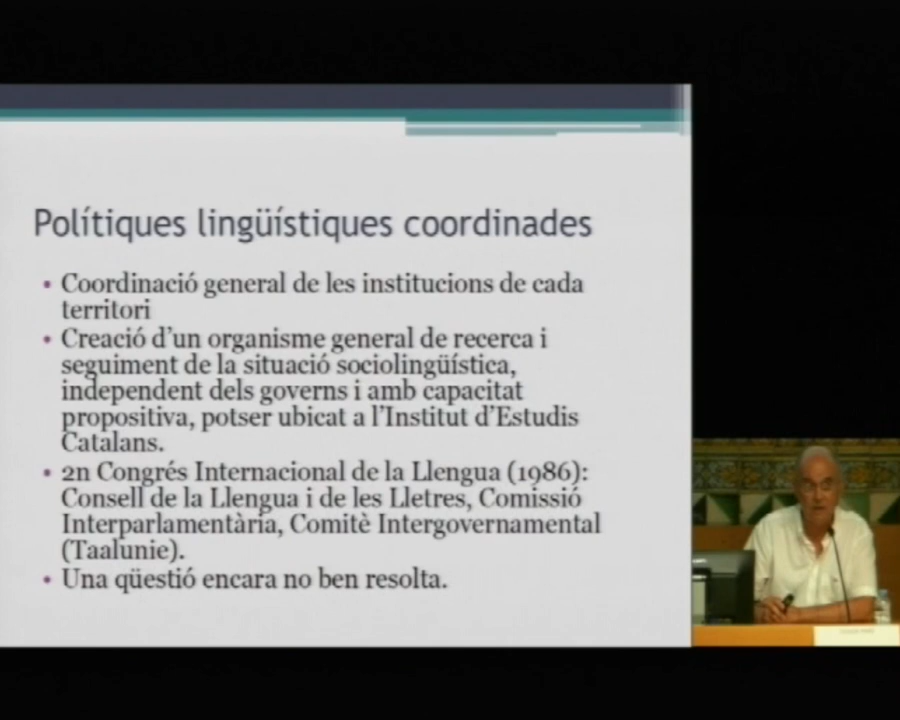 Polítiques lingüístiques coordinades
• Coordinació general de les institucions de cada
territori
• Creació d'un organisme general de recerca i
seguiment de la situació sociolingüística,
independent dels governs i amb capacitat
propositiva, potser ubicat a l'Institut d'Estudis
Catalans.
• 2n Congrés Internacional de la Llengua (1986):
Consell de la Llengua i de les Lletres, Comissió
Interparlamentària, Comitè Intergovernamental
(Taalunie).
• Una qüestió encara no ben resolta.